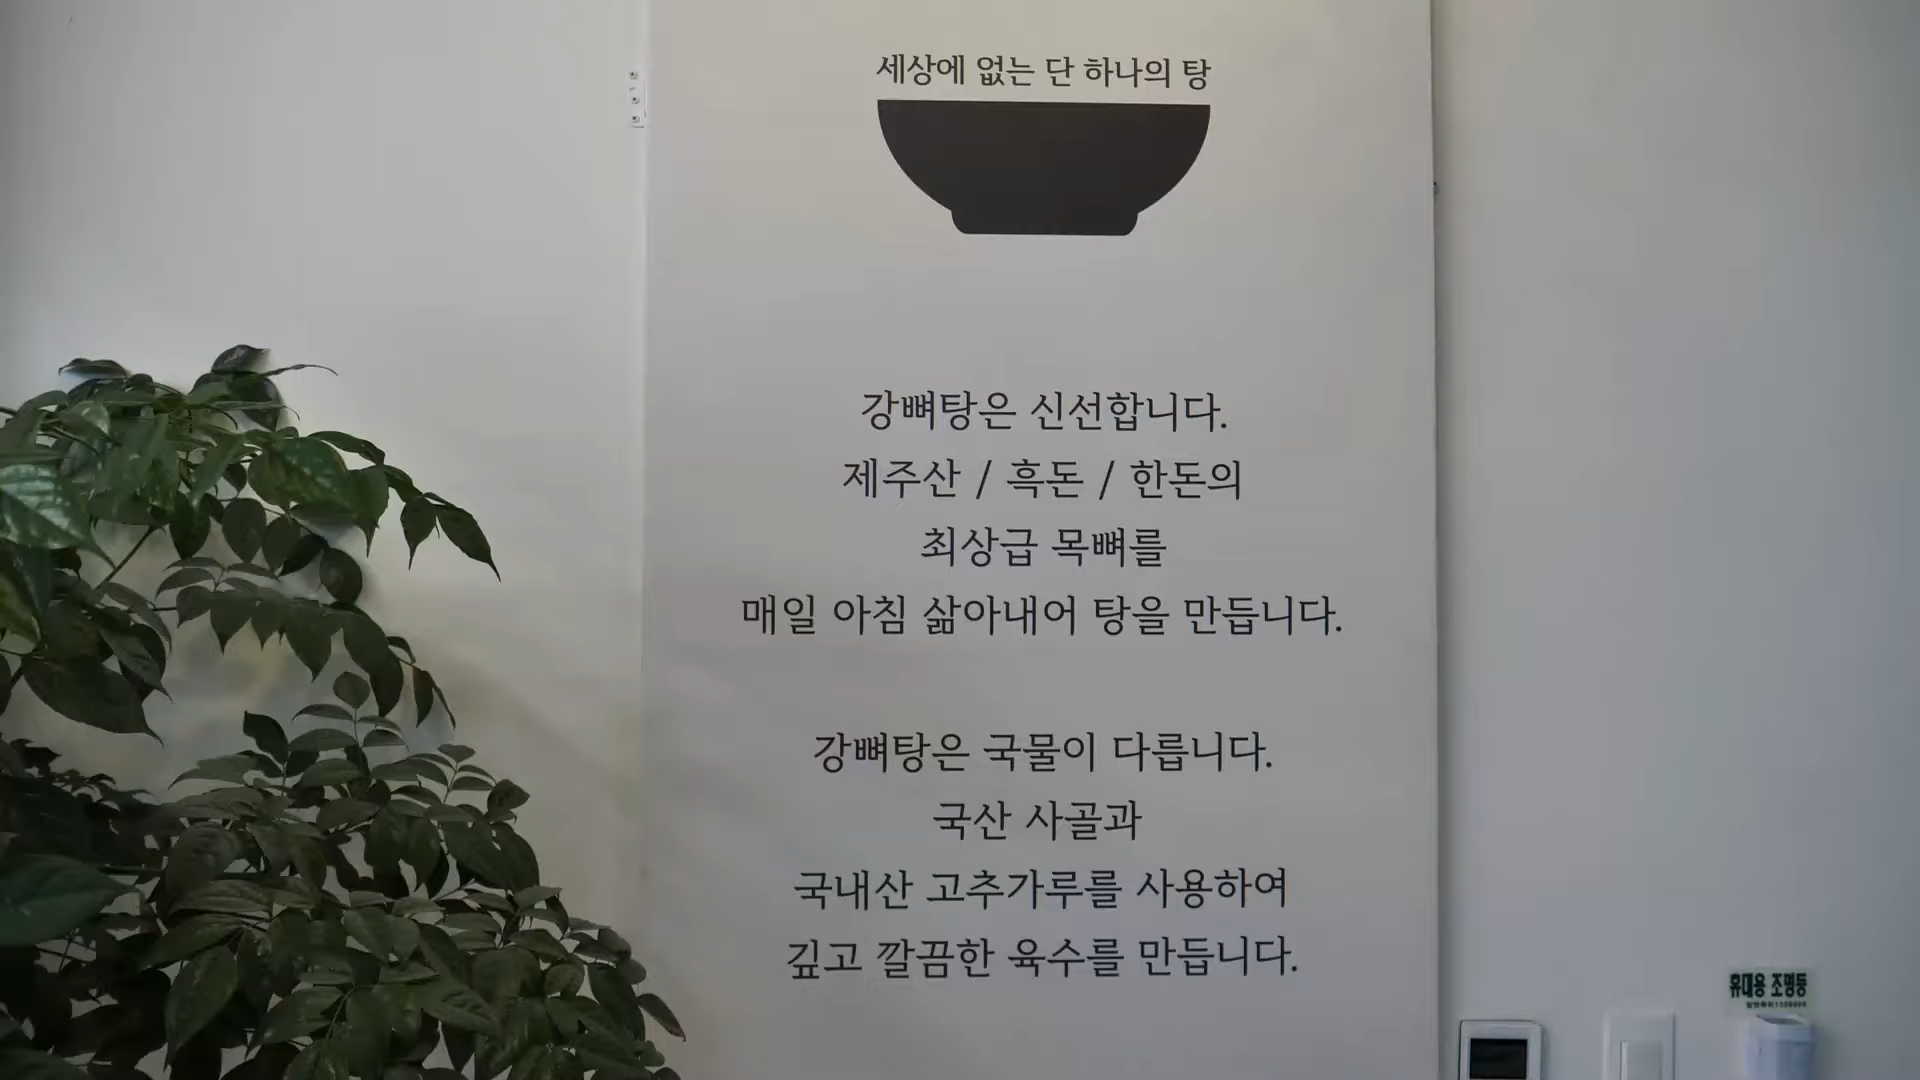 세상에 없는 단 하나의 탕
강뼈탕은 신선합니다.
제주산 / 흑돈 / 한돈의
최상급 목뼈를
매일 아침 삶아내어 탕을 만듭니다.
강뼈탕은 국물이 다릅니다.
국산 사골과
국내산 고추가루를 사용하여
깊고 깔끔한 육수를 만듭니다.
휴대용 조명등